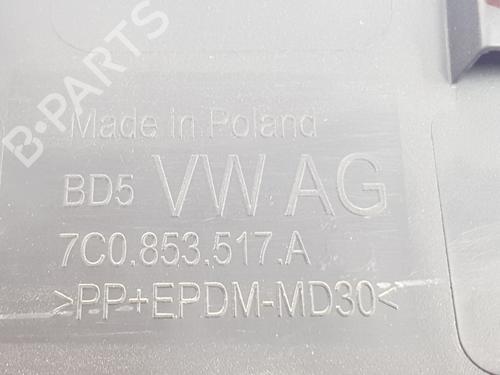 B-PARTS
Made in Poland
BD5 VW AG
7C0.853.517.A
>PP+EPDM-MD30<